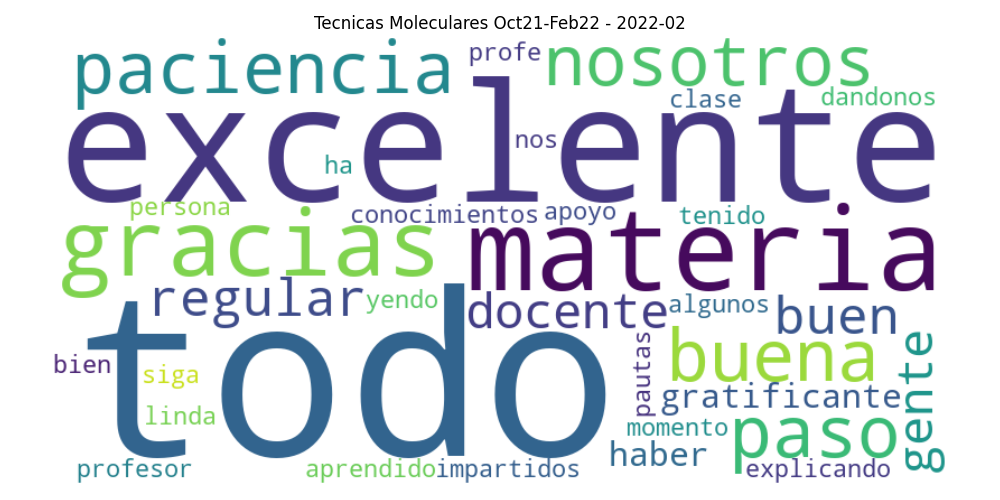 Tecnicas Moleculares Oct21-Feb22 - 2022-02
paciencia
profe
nosotros
excelente
clase
dandonos
nos
ha
persona
conocimientos
apoyo
tenido
gracias
materia
regular
yendo
docente
algunos
buen
todo
bien
siga
linda
pautas
buena
gente
gratificante
momento
paso
haber
profesor
aprendido
impartidos
explicando